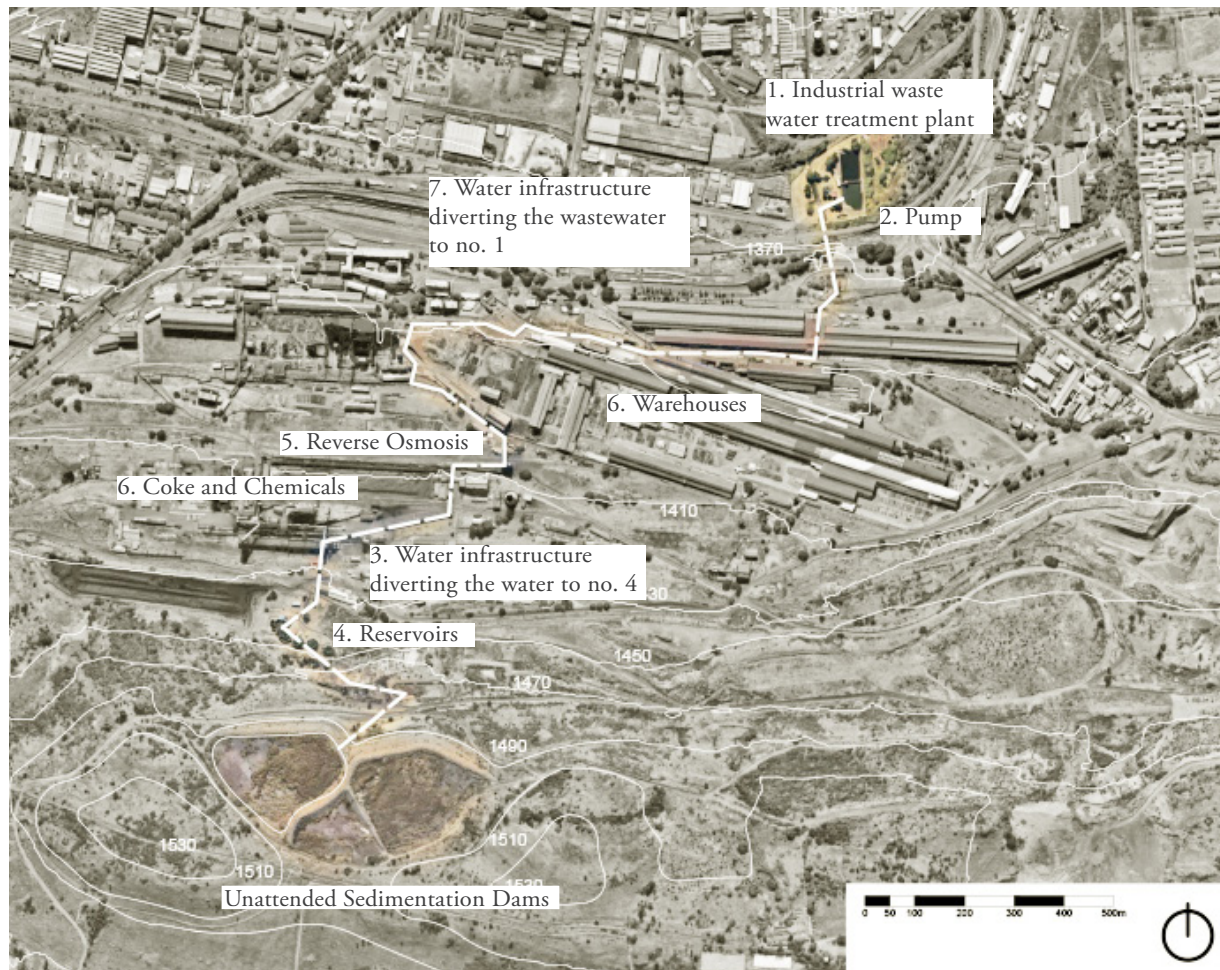 1. Industrial waste
water treatment plant
7. Water infrastructure
diverting the wastewater
to no. 1
2. Pump
1370
6. Warehouses
5. Reverse Osmosis
6. Coke and Chemicals
1410
3. Water infrastructure
diverting the water to no. 4
4. Reservoirs
1450
1470
1490
1510
1530
1510
Unattended Sedimentation Dams
0 50 100 200 300 400 500m